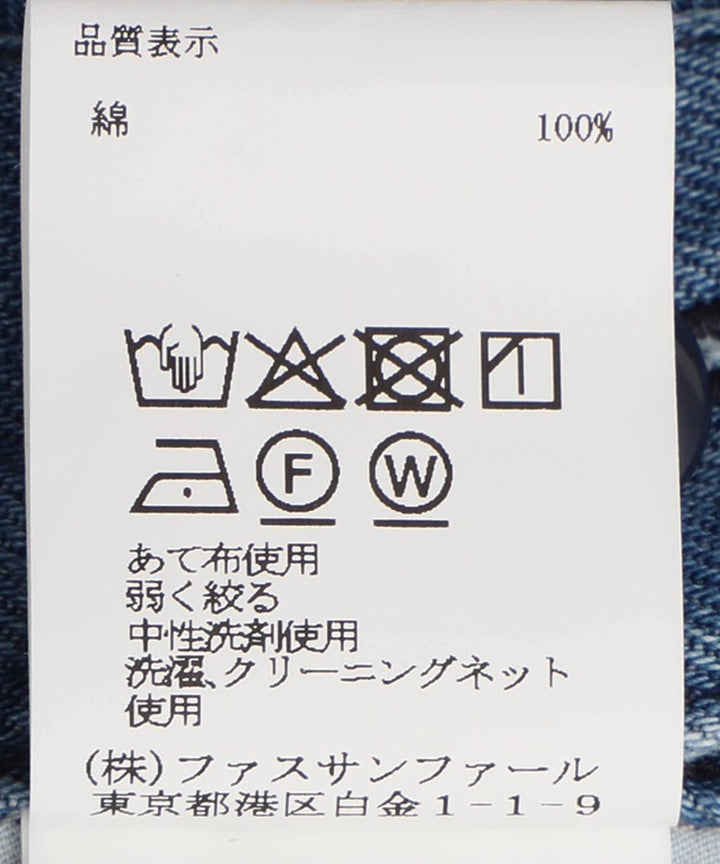 品質表示
綿 100%
F W
あて布使用
弱く絞る
中性洗剤使用
洗濯、クリーニングネット
使用
(株)ファスサンファール
東京都港区白金1-1-9